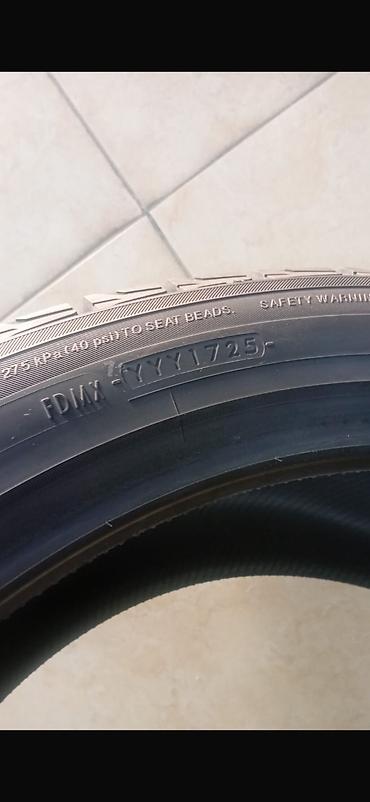 275 kPa (40 psi) TO SEAT BEADS. SAFETY WARNIN
FDMX YYY1725